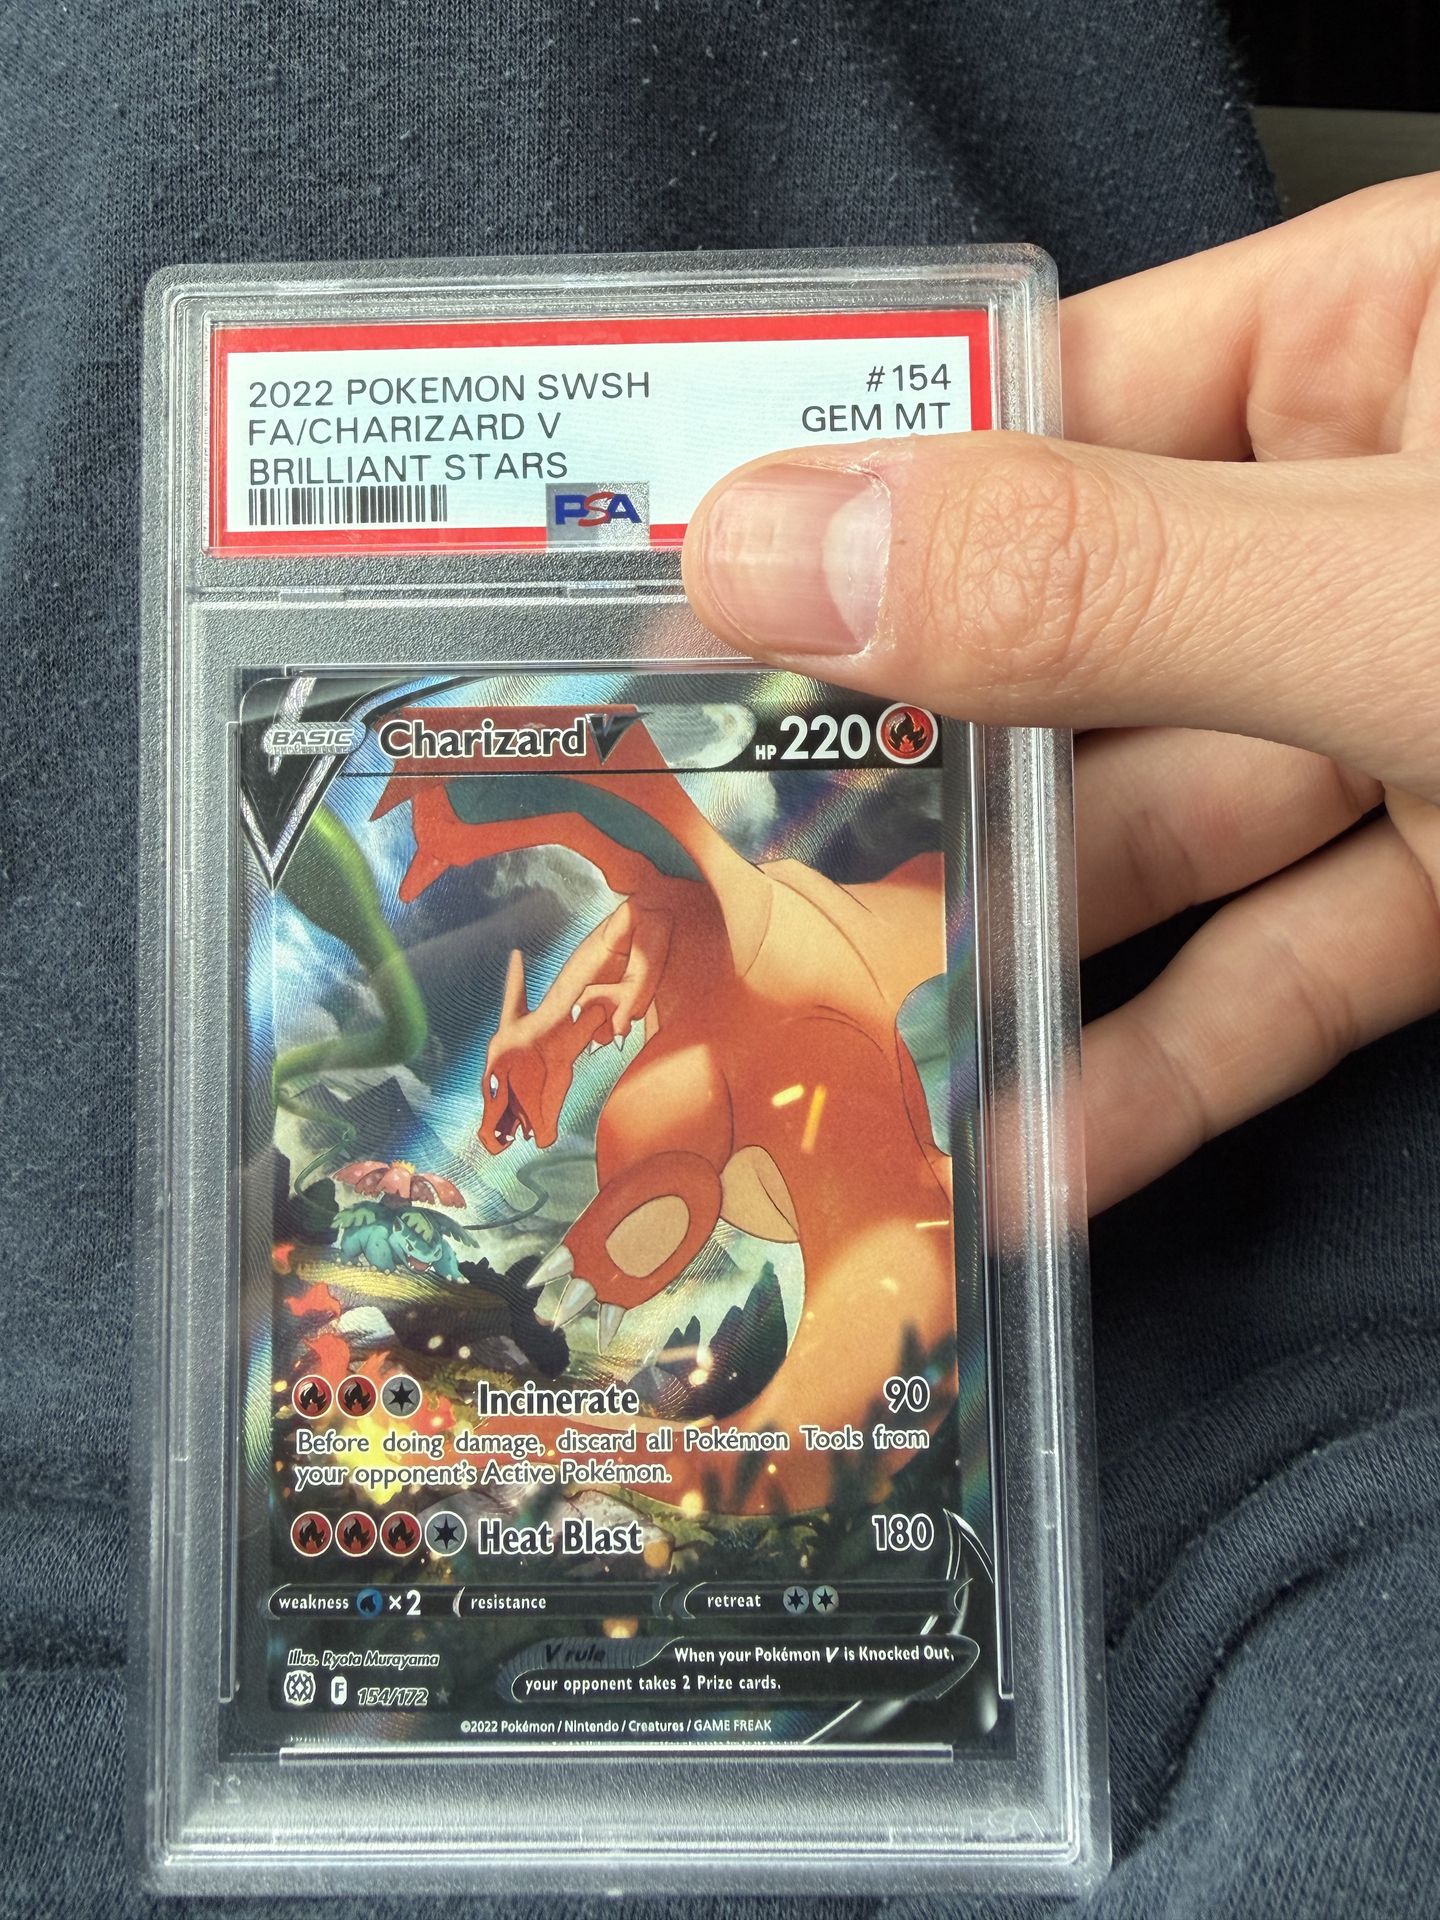 2022 POKEMON SWSH #154
FA/CHARIZARD V GEM MT
BRILLIANT STARS
PSA
BASIC Charizard V HP 220
Incinerate 90
Before doing damage, discard all Pokémon Tools from
your opponent's Active Pokémon.
Heat Blast 180
weakness ×2 resistance retreat
Illus. Ryota Murayama
V rule When your Pokémon V is Knocked Out,
your opponent takes 2 Prize cards.
F 154/172
©2022 Pokémon / Nintendo / Creatures / GAME FREAK